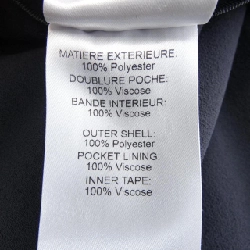 MATIERE EXTERIEURE:
100% Polyester
DOUBLURE POCHE:
100% Viscose
BANDE INTERIEUR:
100% Viscose
OUTER SHELL:
100% Polyester
POCKET LINING
100% Viscose
INNER TAPE:
100% Viscose